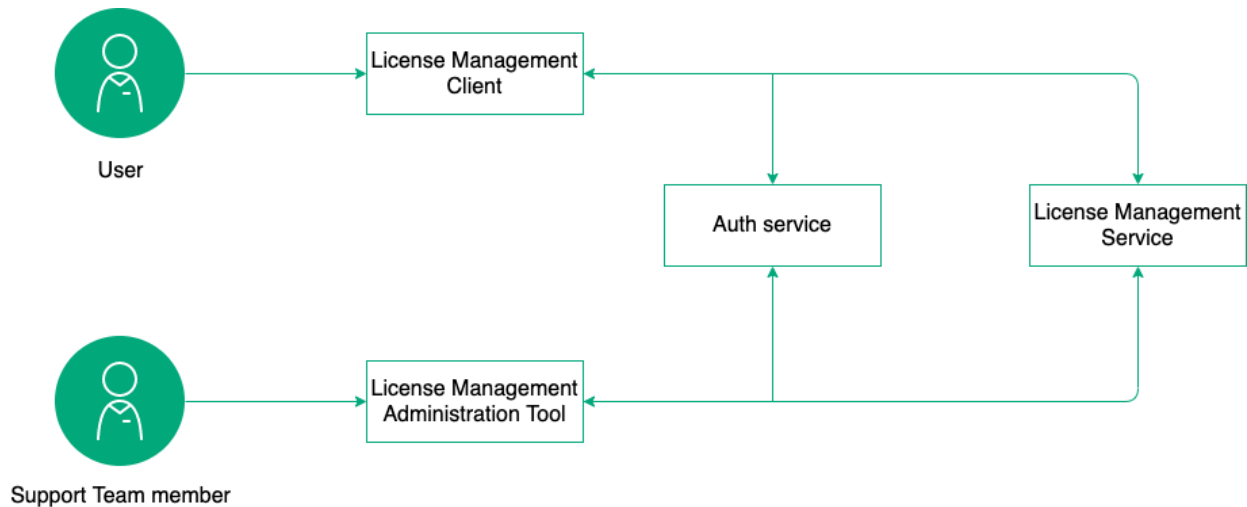 License Management
Client
User
Auth service
License Management
Service
License Management
Administration Tool
Support Team member